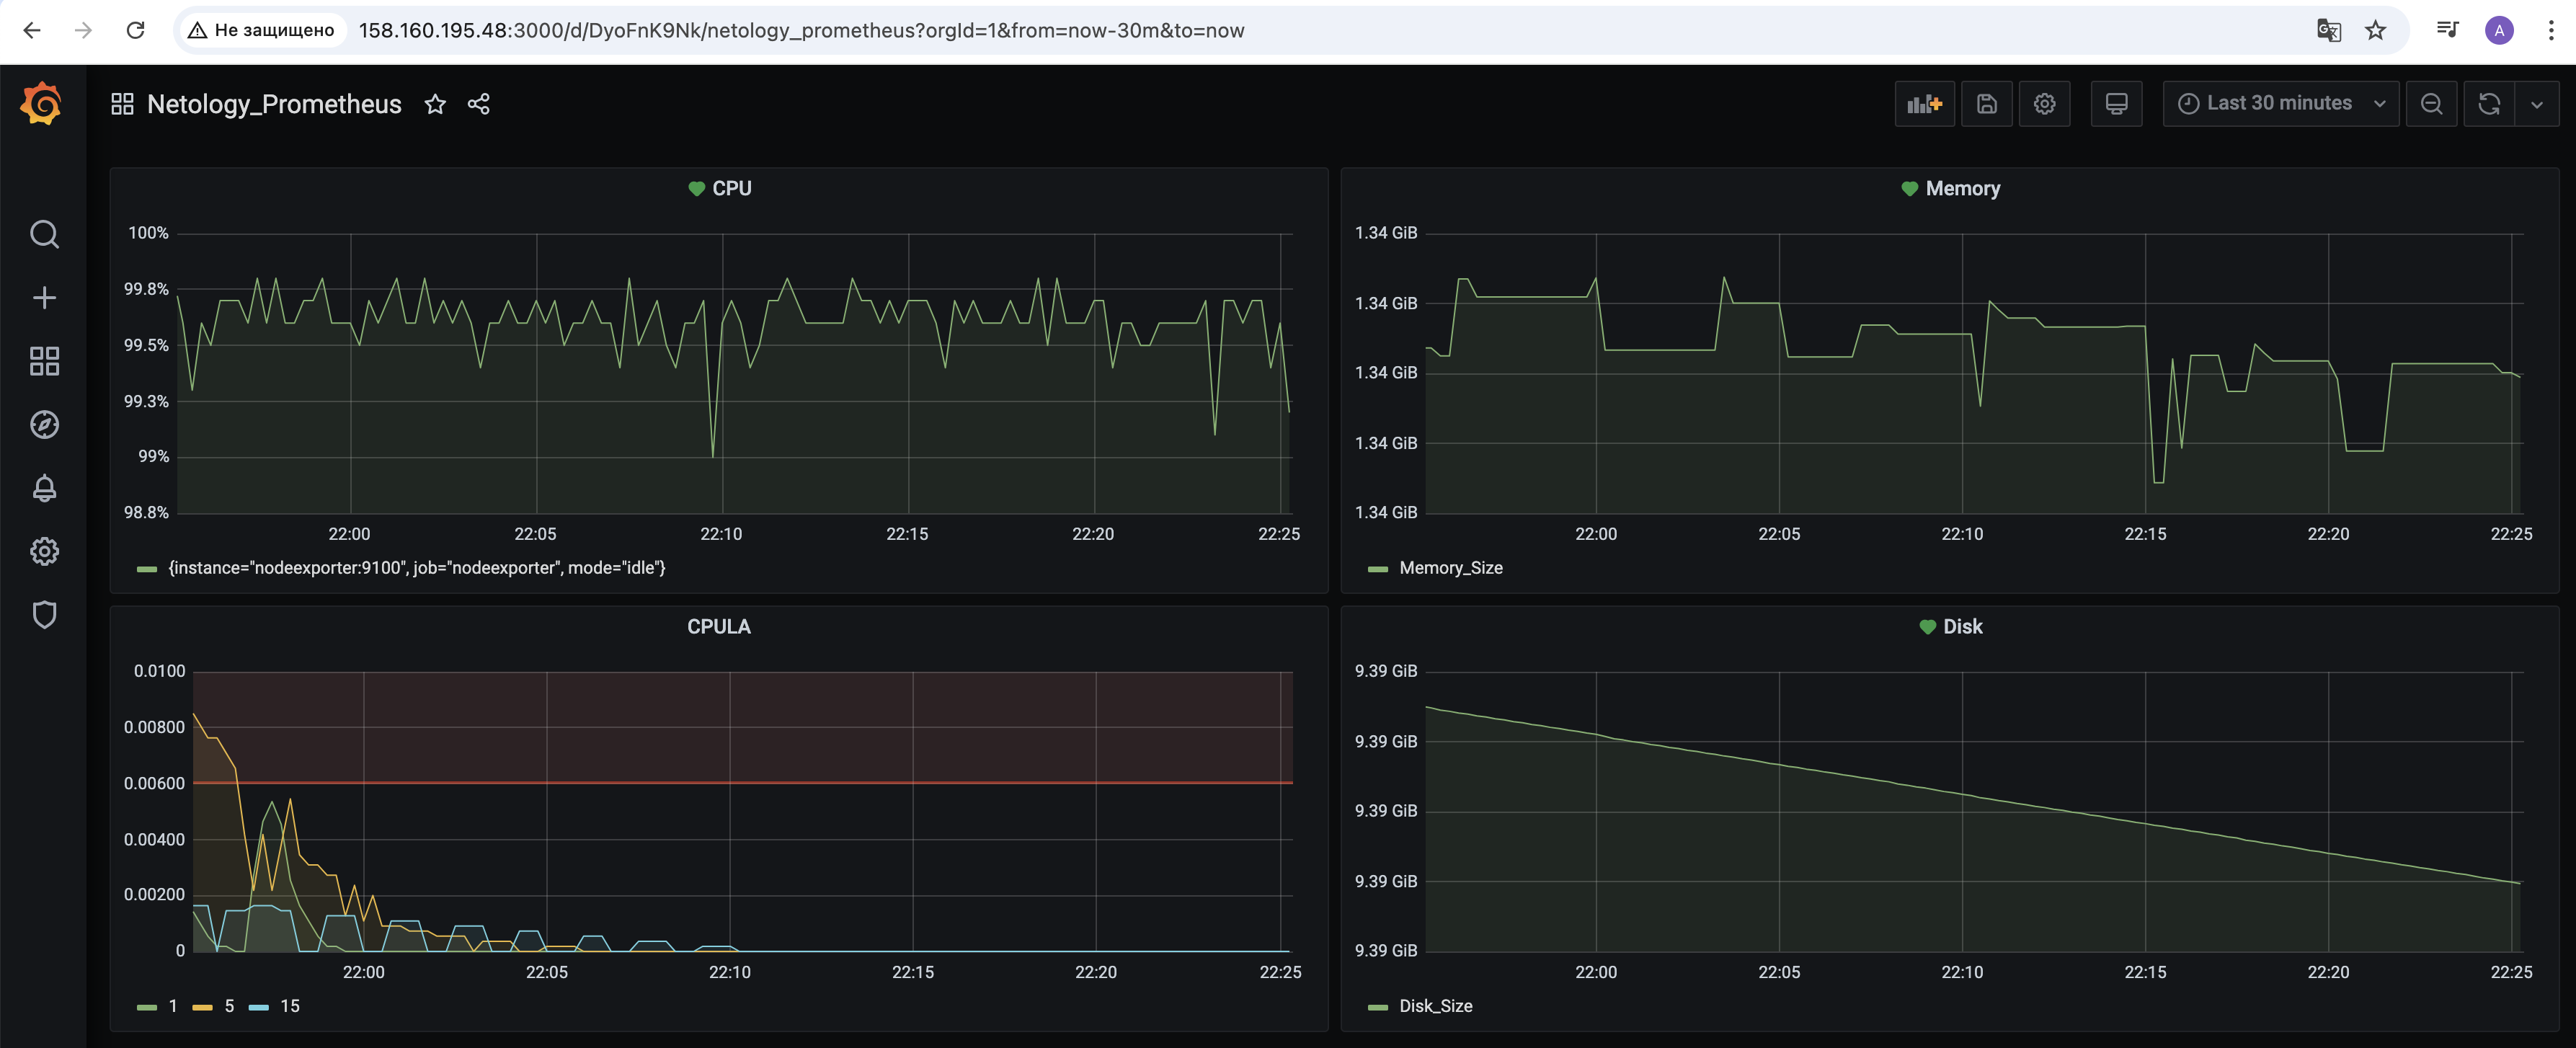 Не защищено 158.160.195.48:3000/d/DyoFnK9Nk/netology_prometheus?orgId=1&from=now-30m&to=now A
Netology_Prometheus Last 30 minutes
CPU
100%
99.8%
99.5%
99.3%
99%
98.8%
22:00 22:05 22:10 22:15 22:20 22:25
{instance="nodeexporter:9100", job="nodeexporter", mode="idle"}
Memory
1.34 GiB
1.34 GiB
1.34 GiB
1.34 GiB
1.34 GiB
22:00 22:05 22:10 22:15 22:20 22:25
Memory_Size
CPULA
0.0100
0.00800
0.00600
0.00400
0.00200
0
22:00 22:05 22:10 22:15 22:20 22:25
1 5 15
Disk
9.39 GiB
9.39 GiB
9.39 GiB
9.39 GiB
9.39 GiB
22:00 22:05 22:10 22:15 22:20 22:25
Disk_Size